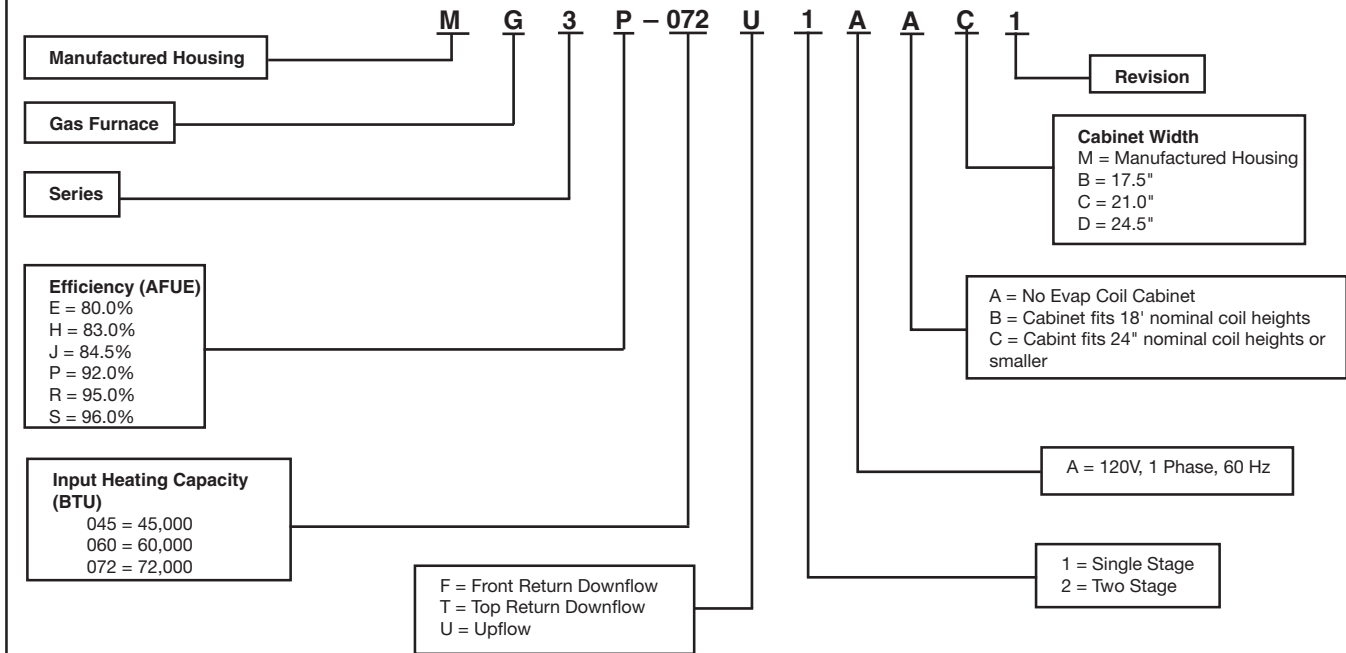 M G 3 P – 072 U 1 A A C 1
Manufactured Housing
Revision
Gas Furnace
Cabinet Width
M = Manufactured Housing
B = 17.5"
C = 21.0"
D = 24.5"
Series
Efficiency (AFUE)
E = 80.0%
H = 83.0%
J = 84.5%
P = 92.0%
R = 95.0%
S = 96.0%
A = No Evap Coil Cabinet
B = Cabinet fits 18' nominal coil heights
C = Cabint fits 24" nominal coil heights or
smaller
Input Heating Capacity
(BTU)
045 = 45,000
060 = 60,000
072 = 72,000
A = 120V, 1 Phase, 60 Hz
F = Front Return Downflow
T = Top Return Downflow
U = Upflow
1 = Single Stage
2 = Two Stage